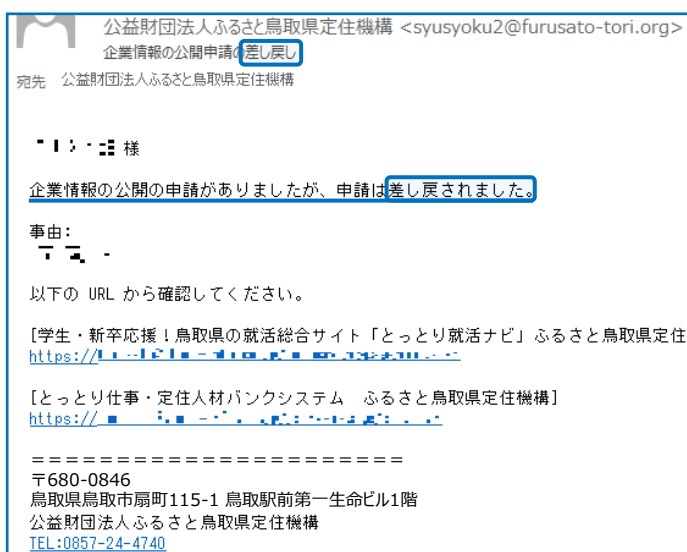 公益財団法人ふるさと鳥取県定住機構 <syusyoku2@furusato-tori.org>
企業情報の公開申請の差し戻し
宛先 公益財団法人ふるさと鳥取県定住機構
様
企業情報の公開の申請がありましたが、申請は差し戻されました。
事由:
以下の URL から確認してください。
[学生・新卒応援！鳥取県の就活総合サイト「とっとり就活ナビ」ふるさと鳥取県定住
https://
[とっとり仕事・定住人材バンクシステム　ふるさと鳥取県定住機構]
https://
======================
〒680-0846
鳥取県鳥取市扇町115-1 鳥取駅前第一生命ビル1階
公益財団法人ふるさと鳥取県定住機構
TEL:0857-24-4740